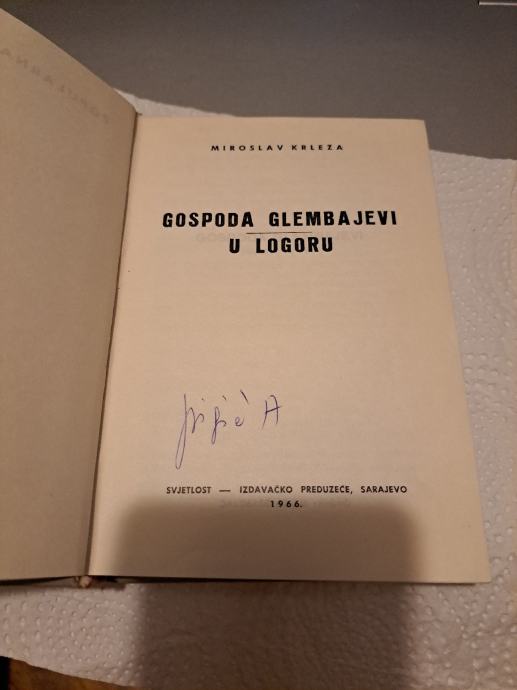 MIROSLAV KRLEŽA
GOSPODA GLEMBAJEVI
U LOGORU
SVJETLOST — IZDAVAČKO PREDUZEĆE, SARAJEVO
1966.